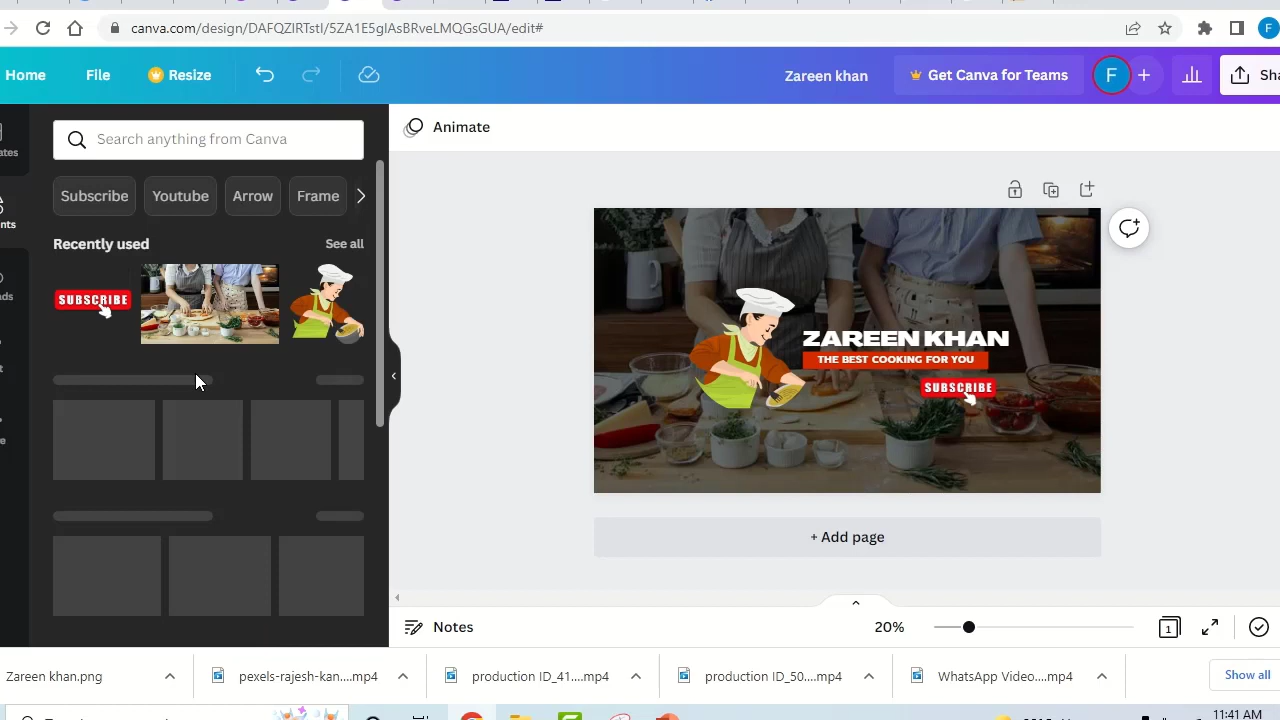 canva.com/design/DAFQZlRTstI/5ZA1E5gIAsBRveLMQGsGUA/edit#
F
Home
File
Resize
Zareen khan
Get Canva for Teams
F
+
Search anything from Canva
Animate
Subscribe
Youtube
Arrow
Frame
Recently used
See all
SUBSCRIBE
ZAREEN KHAN
THE BEST COOKING FOR YOU
SUBSCRIBE
+ Add page
Notes
20%
1
Zareen khan.png
pexels-rajesh-kan....mp4
production ID_41....mp4
production ID_50....mp4
WhatsApp Video....mp4
Show all
11:41 AM